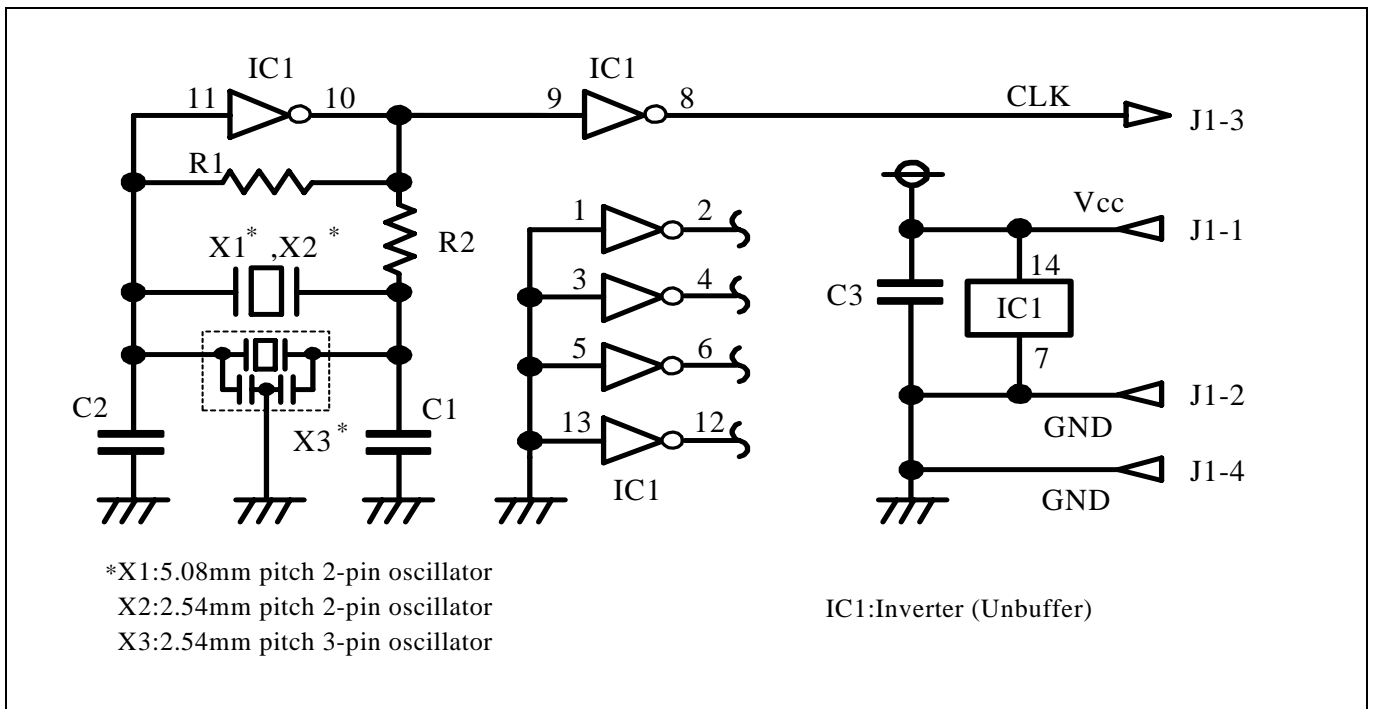 IC1
IC1
11
10
9
8
CLK
J1-3
R1
1
2
Vcc
J1-1
X1* ,X2 *
R2
3
4
14
C3
IC1
5
6
7
C2
C1
13
12
J1-2
X3*
GND
IC1
J1-4
GND
*X1:5.08mm pitch 2-pin oscillator
X2:2.54mm pitch 2-pin oscillator
IC1:Inverter (Unbuffer)
X3:2.54mm pitch 3-pin oscillator